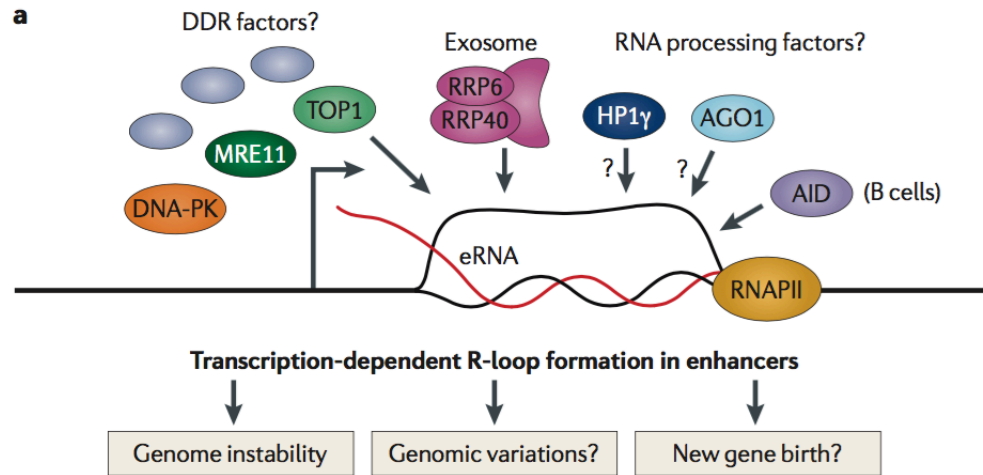 a
DDR factors?
Exosome
RNA processing factors?
TOP1
RRP6
RRP40
HP1γ
AGO1
MRE11
DNA-PK
?
?
AID
(B cells)
eRNA
RNAPII
Transcription-dependent R-loop formation in enhancers
Genome instability
Genomic variations?
New gene birth?